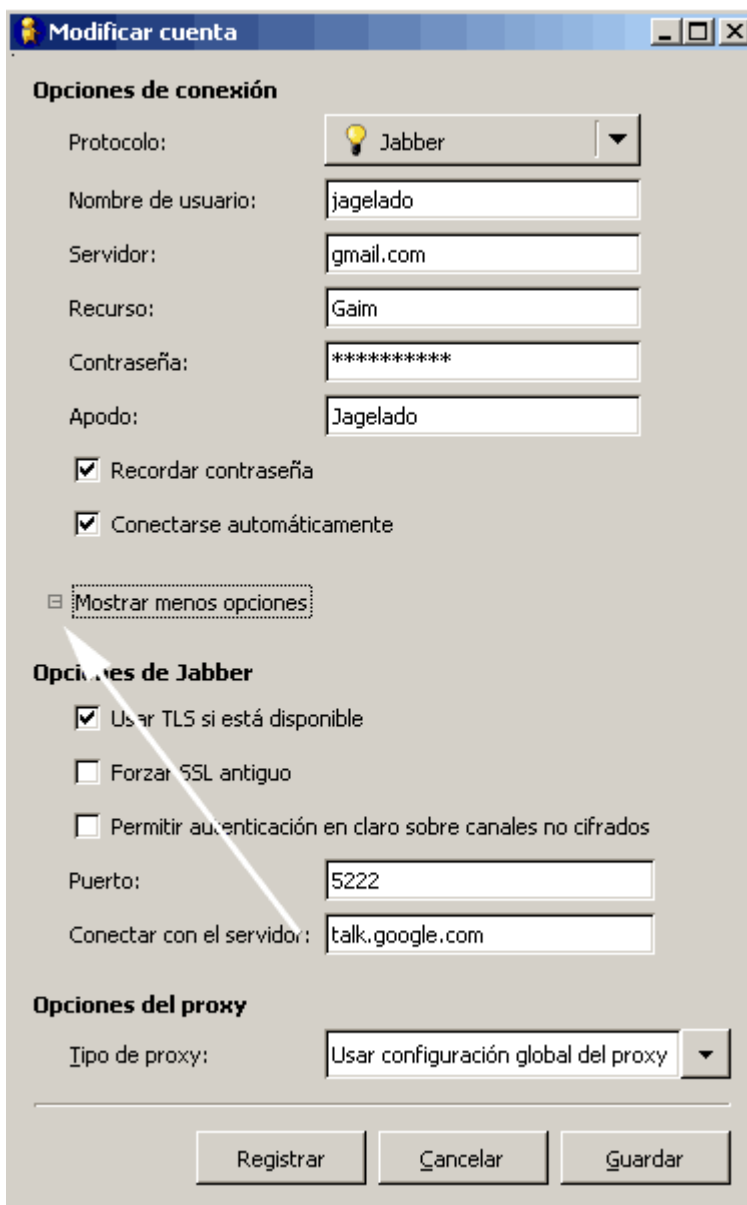 Modificar cuenta
Opciones de conexión
Protocolo: Jabber
Nombre de usuario: jagelado
Servidor: gmail.com
Recurso: Gaim
Contraseña: **********
Apodo: Jagelado
Recordar contraseña
Conectarse automáticamente
Mostrar menos opciones
Opciones de Jabber
Usar TLS si está disponible
Forzar SSL antiguo
Permitir autenticación en claro sobre canales no cifrados
Puerto: 5222
Conectar con el servidor: talk.google.com
Opciones del proxy
Tipo de proxy: Usar configuración global del proxy
Registrar Cancelar Guardar